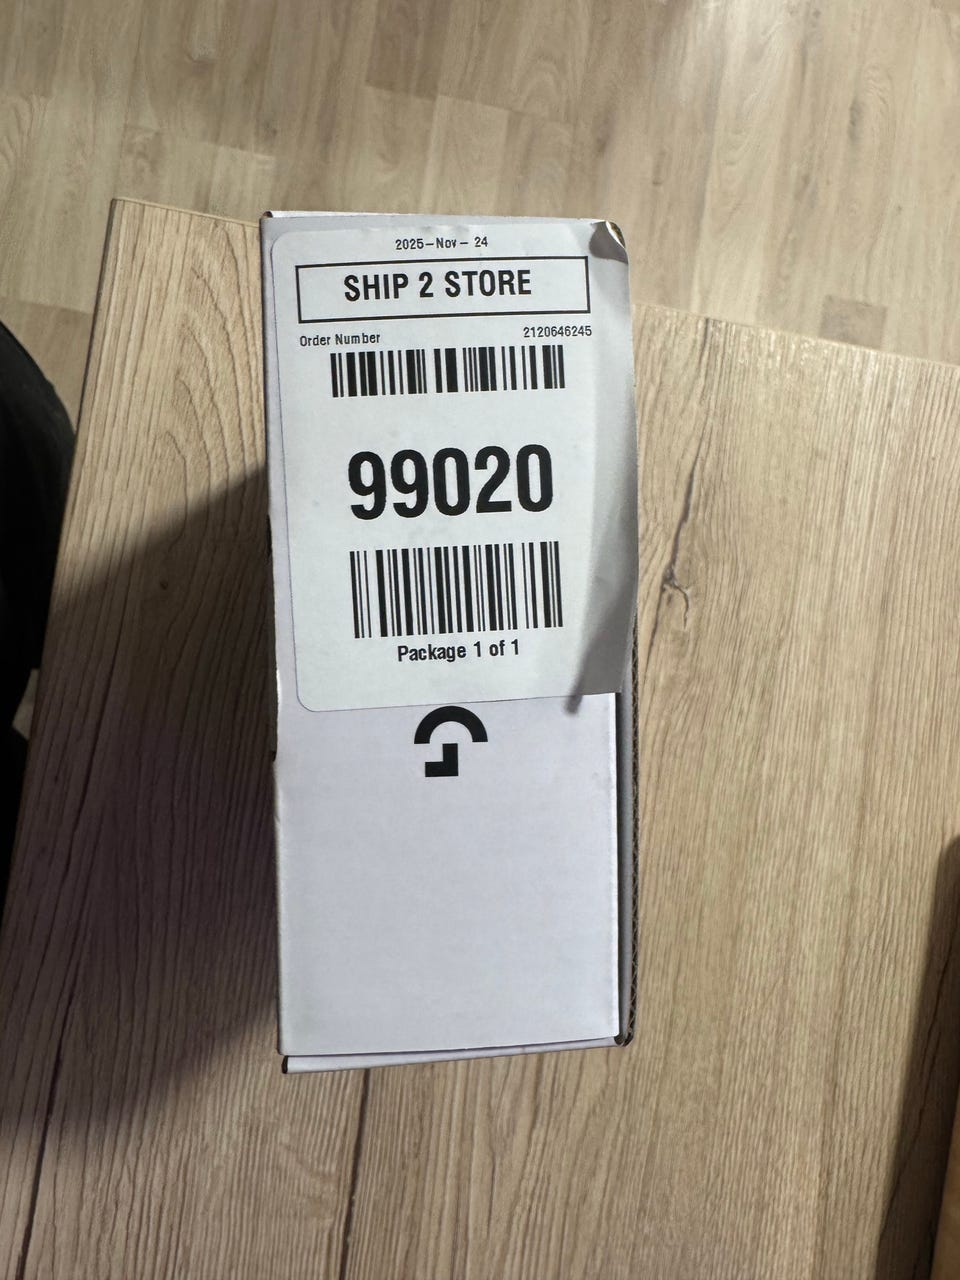 2025-Nov- 24
SHIP 2 STORE
Order Number 2120646245
99020
Package 1 of 1